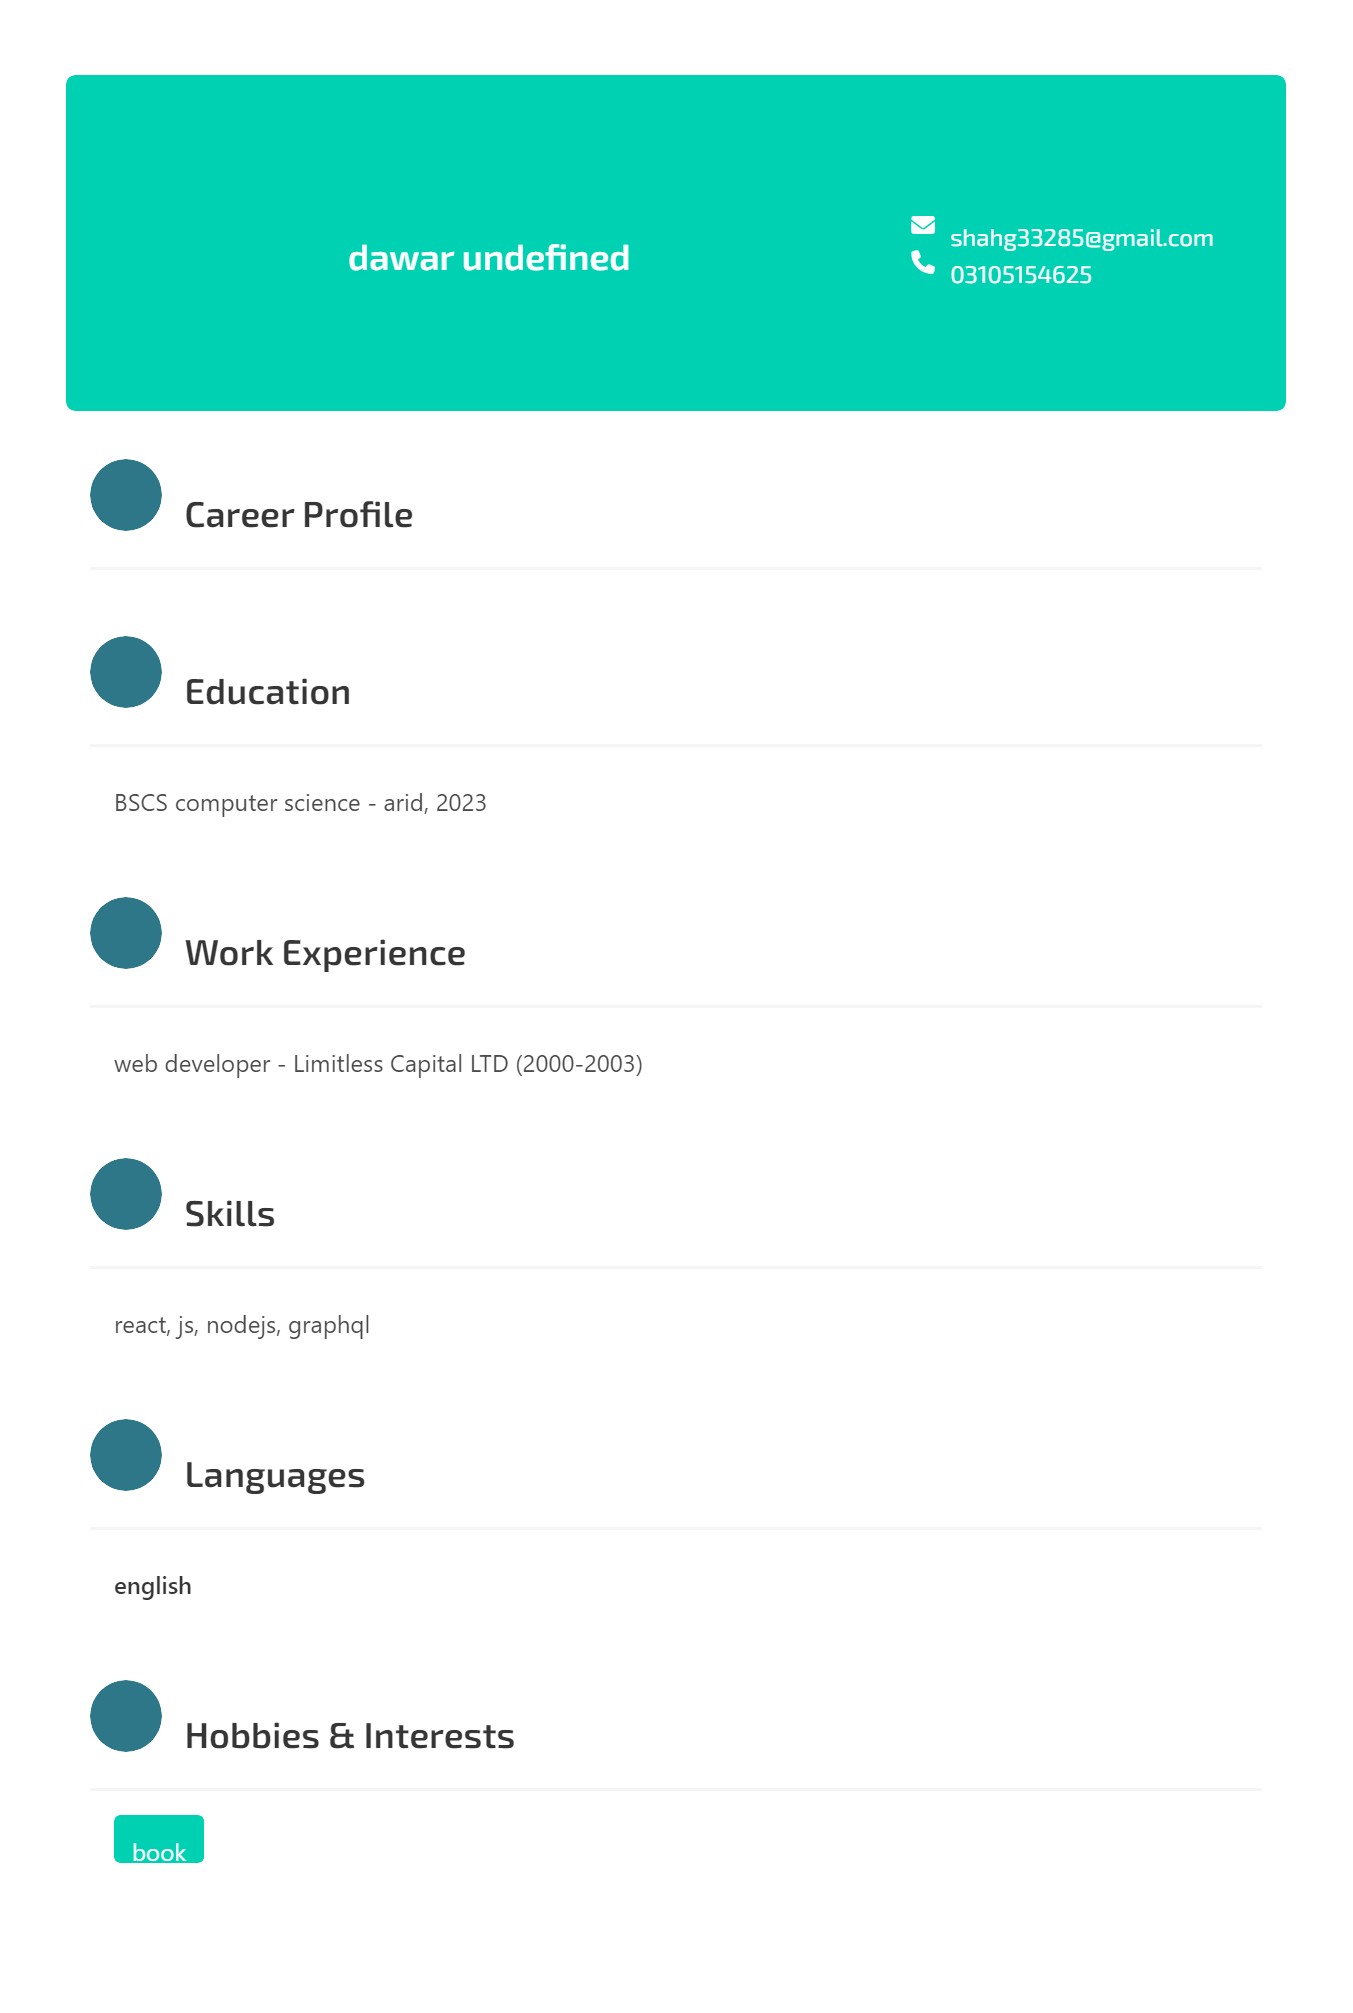 dawar undefined
shahg33285@gmail.com
03105154625
Career Profile
Education
BSCS computer science - arid, 2023
Work Experience
web developer - Limitless Capital LTD (2000-2003)
Skills
react, js, nodejs, graphql
Languages
english
Hobbies & Interests
book